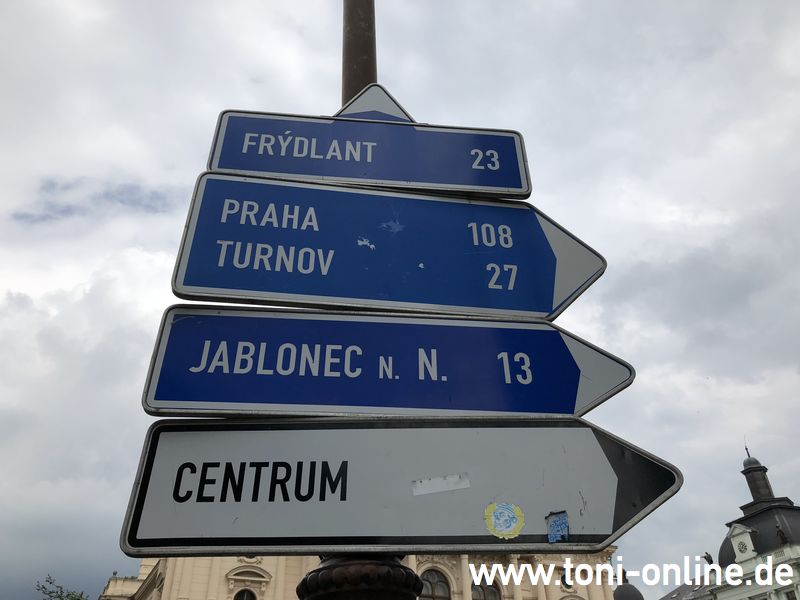 FRÝDLANT 23
PRAHA 108
TURNOV 27
JABLONEC N. N. 13
CENTRUM
www.toni-online.de